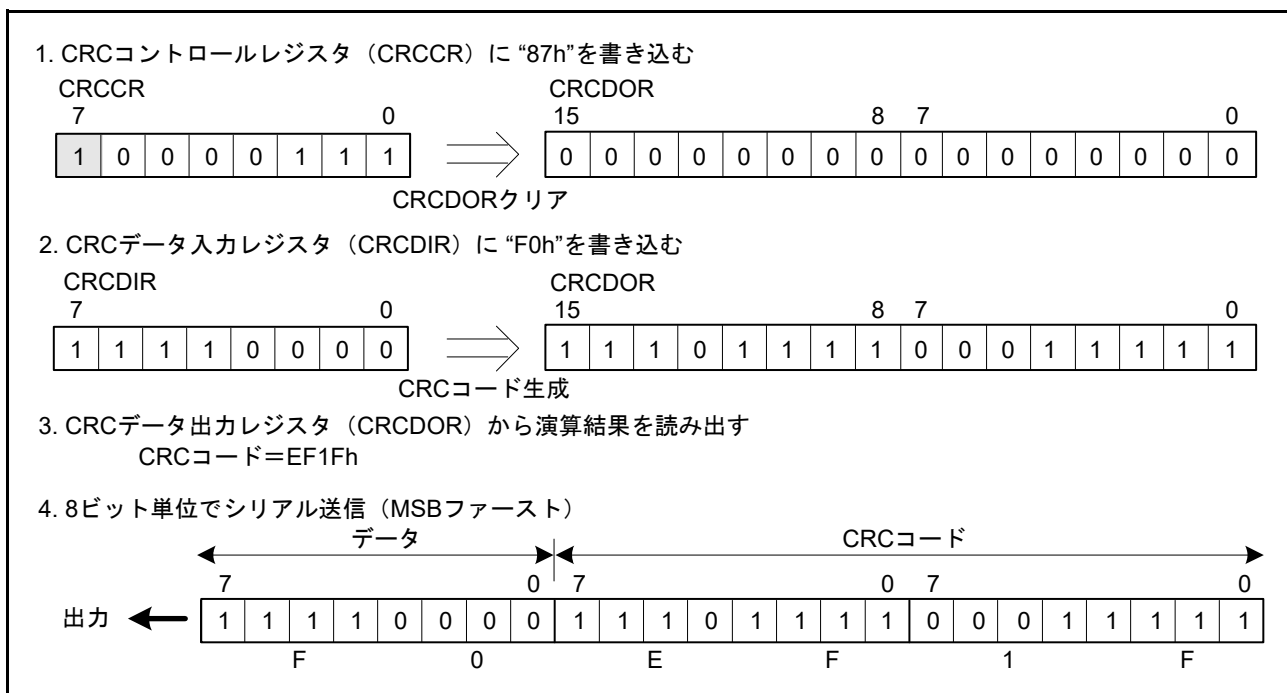 1. CRCコントロールレジスタ（CRCCR）に “87h”を書き込む
CRCCR CRCDOR
7 0 15 8 7 0
1 0 0 0 0 1 1 1 0 0 0 0 0 0 0 0 0 0 0 0 0 0 0 0
CRCDORクリア
2. CRCデータ入力レジスタ（CRCDIR）に “F0h”を書き込む
CRCDIR CRCDOR
7 0 15 8 7 0
1 1 1 1 0 0 0 0 1 1 1 0 1 1 1 1 0 0 0 1 1 1 1 1
CRCコード生成
3. CRCデータ出力レジスタ（CRCDOR）から演算結果を読み出す
CRCコード＝EF1Fh
4. 8ビット単位でシリアル送信（MSBファースト）
データ CRCコード
7 0 7 0 7 0
出力 1 1 1 1 0 0 0 0 1 1 1 0 1 1 1 1 0 0 0 1 1 1 1 1
F 0 E F 1 F